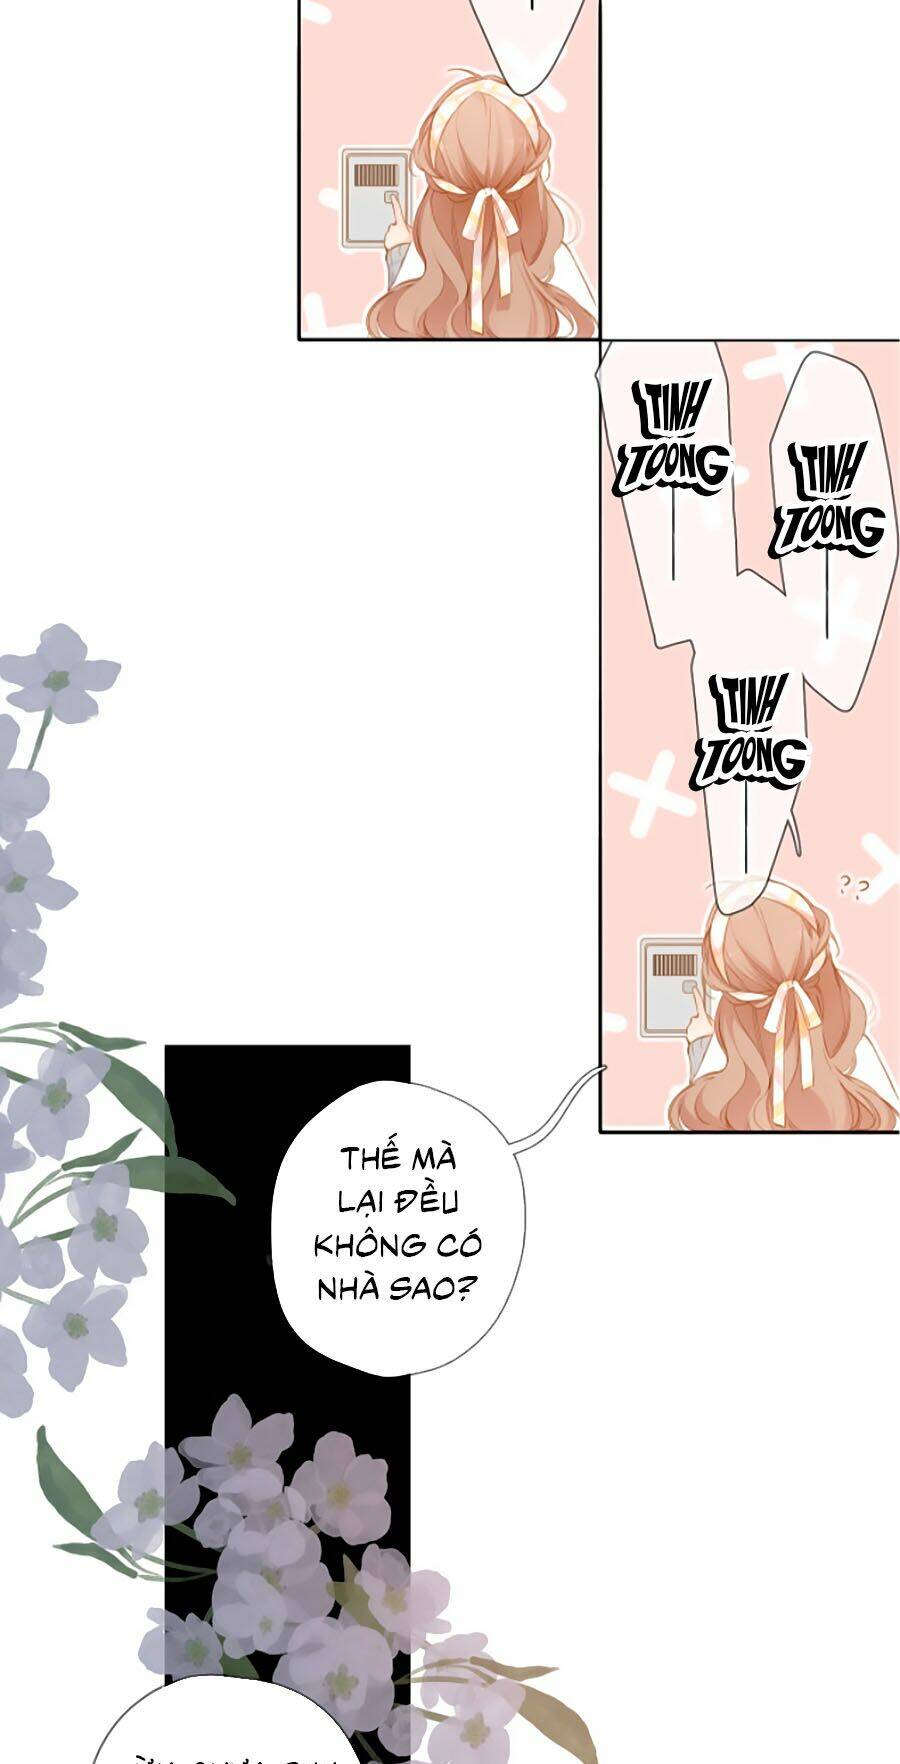 TINH
TOONG
TINH
TOONG
TINH
TOONG
??
THẾ MÀ
LẠI ĐỀU
KHÔNG CÓ
NHÀ SAO?